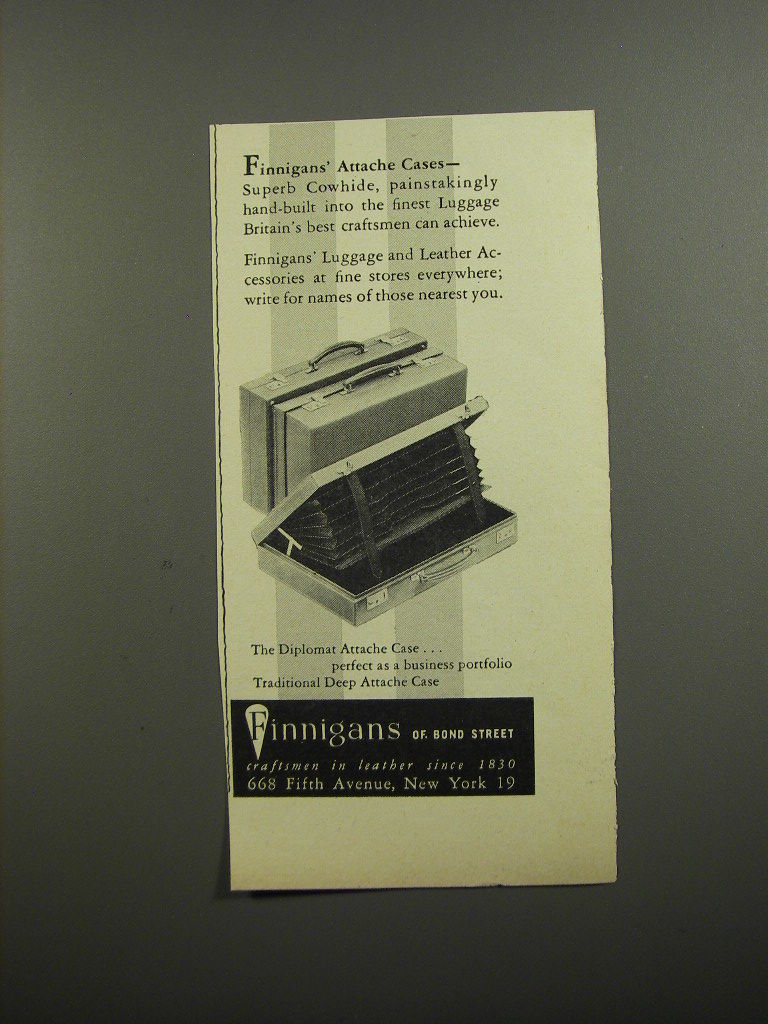 Finnigans' Attache Cases—
Superb Cowhide, painstakingly
hand-built into the finest Luggage
Britain's best craftsmen can achieve.
Finnigans' Luggage and Leather Ac-
cessories at fine stores everywhere;
write for names of those nearest you.
The Diplomat Attache Case . . .
perfect as a business portfolio
Traditional Deep Attache Case
Finnigans OF BOND STREET
craftsmen in leather since 1830
668 Fifth Avenue, New York 19